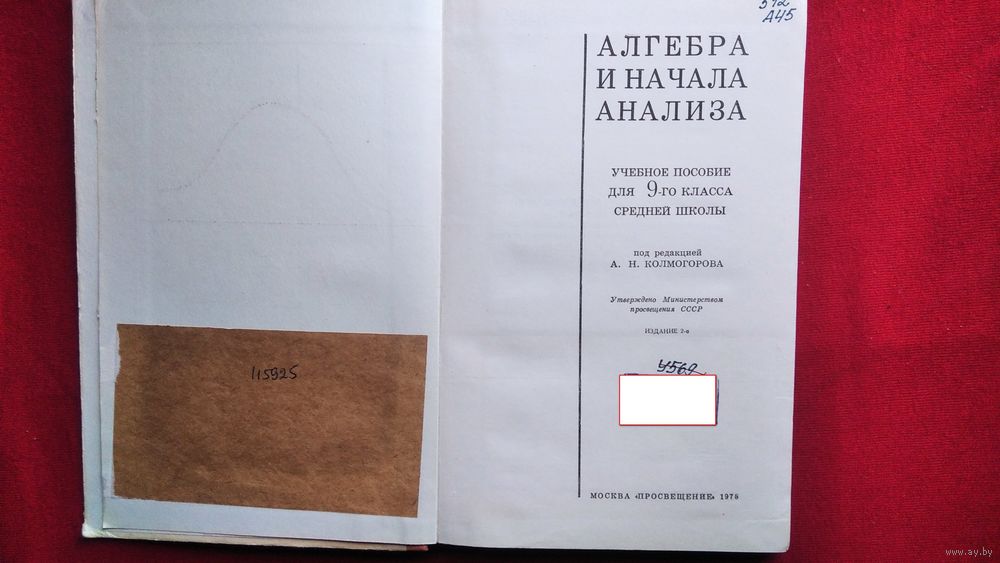 115925
А45
АЛГЕБРА
И НАЧАЛА
АНАЛИЗА
УЧЕБНОЕ ПОСОБИЕ
ДЛЯ 9-ГО КЛАССА
СРЕДНЕЙ ШКОЛЫ
под редакцией
А. Н. КОЛМОГОРОВА
Утверждено Министерством
просвещения СССР
ИЗДАНИЕ 2-е
МОСКВА «ПРОСВЕЩЕНИЕ» 1976
www.ay.by